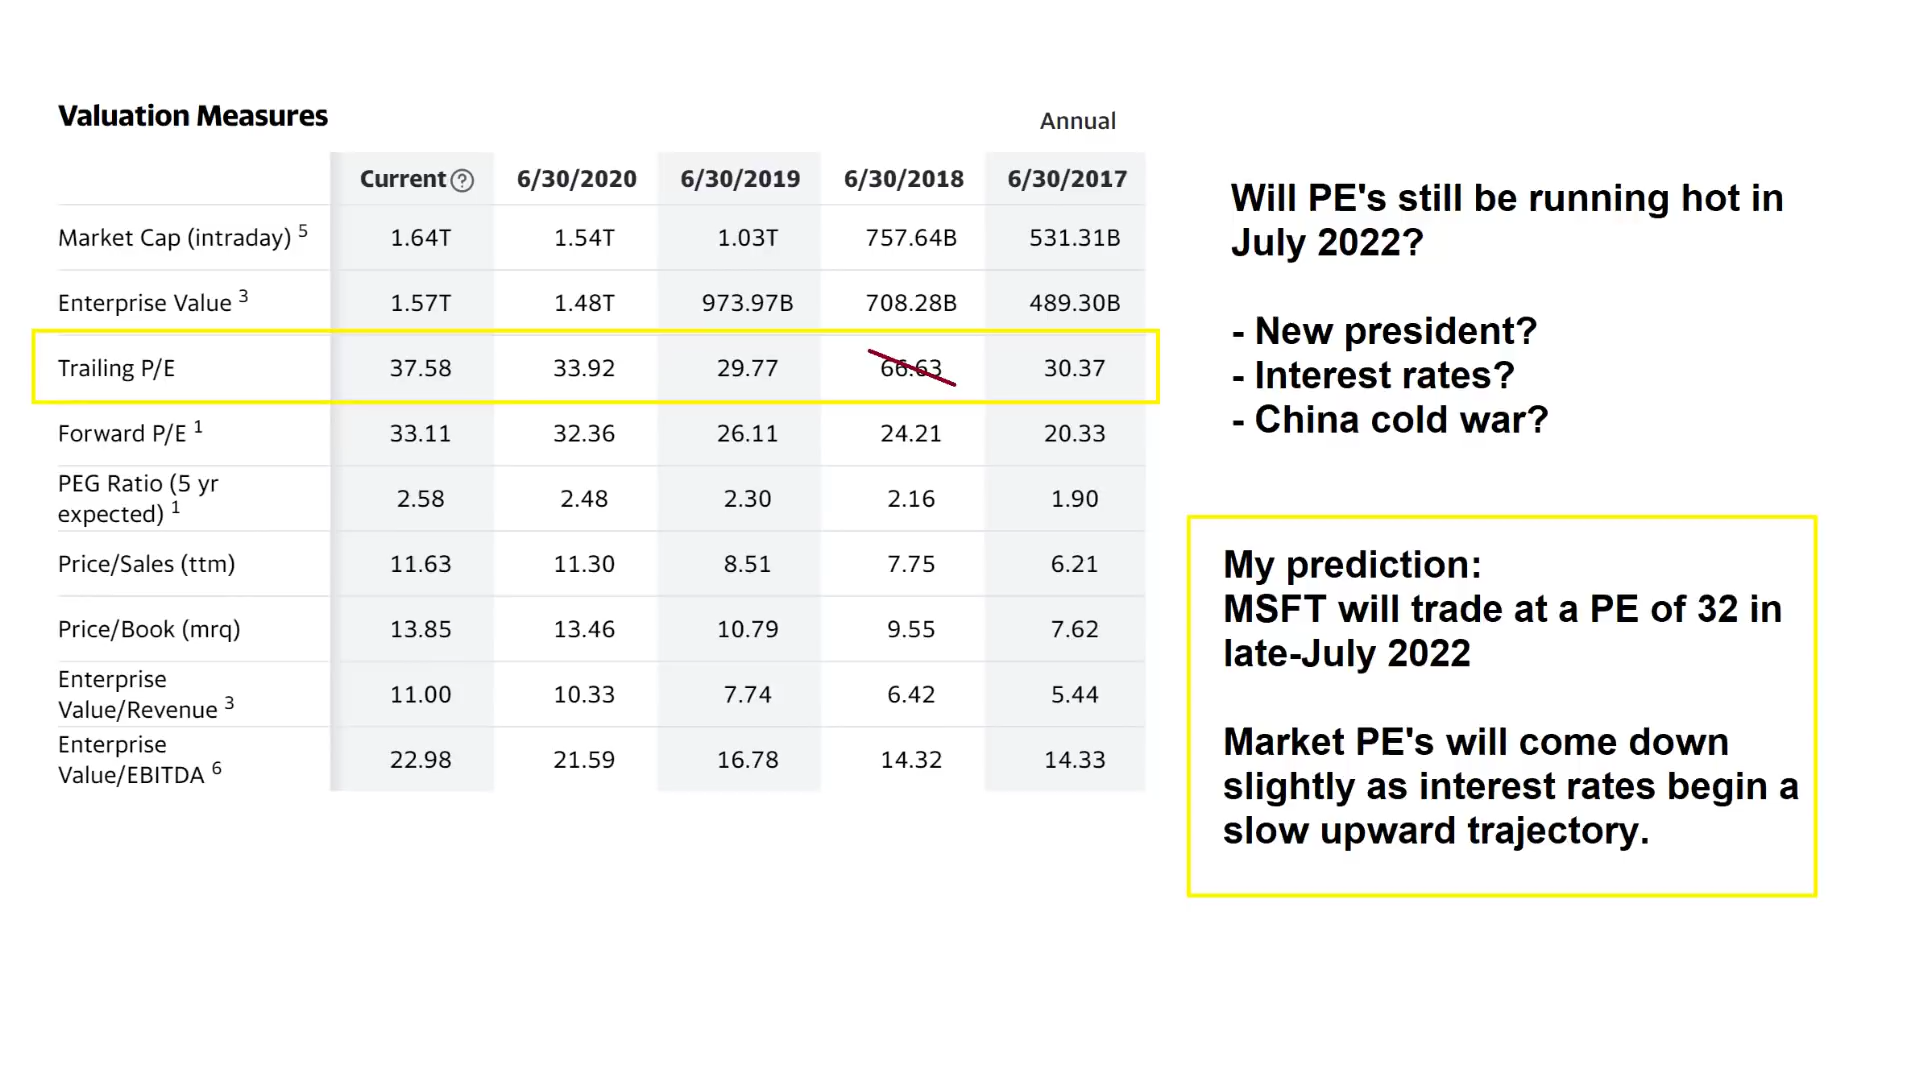 Valuation Measures
Annual
Current ? 6/30/2020 6/30/2019 6/30/2018 6/30/2017
Market Cap (intraday) 5 1.64T 1.54T 1.03T 757.64B 531.31B
Enterprise Value 3 1.57T 1.48T 973.97B 708.28B 489.30B
Trailing P/E 37.58 33.92 29.77 66.63 30.37
Forward P/E 1 33.11 32.36 26.11 24.21 20.33
PEG Ratio (5 yr
expected) 1 2.58 2.48 2.30 2.16 1.90
Price/Sales (ttm) 11.63 11.30 8.51 7.75 6.21
Price/Book (mrq) 13.85 13.46 10.79 9.55 7.62
Enterprise
Value/Revenue 3 11.00 10.33 7.74 6.42 5.44
Enterprise
Value/EBITDA 6 22.98 21.59 16.78 14.32 14.33
Will PE's still be running hot in
July 2022?
- New president?
- Interest rates?
- China cold war?
My prediction:
MSFT will trade at a PE of 32 in
late-July 2022
Market PE's will come down
slightly as interest rates begin a
slow upward trajectory.